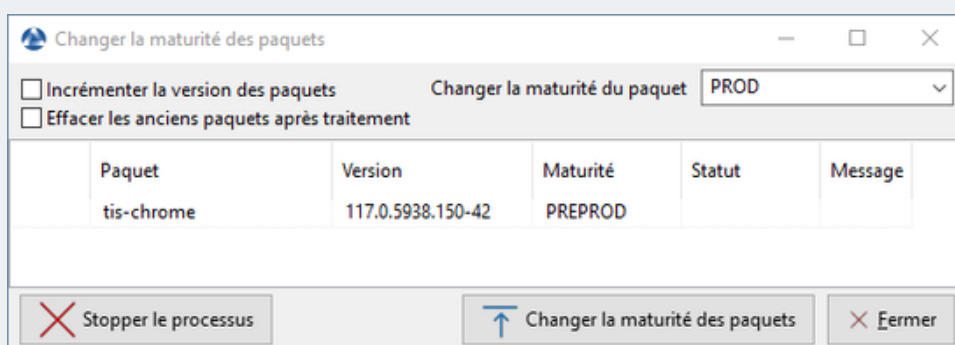 Changer la maturité des paquets
Incrémenter la version des paquets Changer la maturité du paquet PROD
Effacer les anciens paquets après traitement
Paquet Version Maturité Statut Message
tis-chrome 117.0.5938.150-42 PREPROD
Stopper le processus Changer la maturité des paquets Fermer